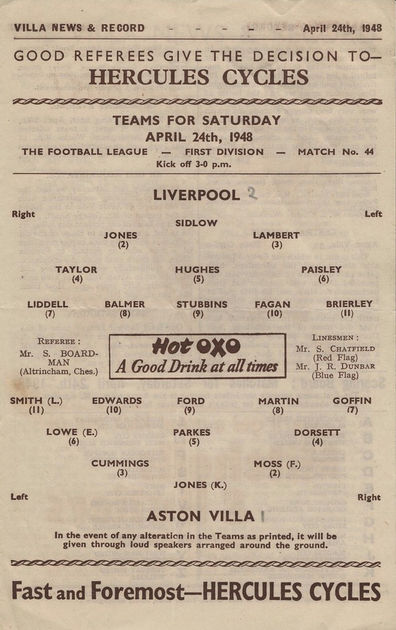 VILLA NEWS & RECORD - - - - - April 24th, 1948
GOOD REFEREES GIVE THE DECISION TO—
HERCULES CYCLES
TEAMS FOR SATURDAY
APRIL 24th, 1948
THE FOOTBALL LEAGUE — FIRST DIVISION — MATCH No. 44
Kick off 3-0 p.m.
LIVERPOOL 2
Right Left
SIDLOW
JONES LAMBERT
(2) (3)
TAYLOR HUGHES PAISLEY
(4) (5) (6)
LIDDELL BALMER STUBBINS FAGAN BRIERLEY
(7) (8) (9) (10) (11)
REFEREE :
Mr. S. BOARD-
MAN
(Altrincham, Ches.)
Hot OXO
A Good Drink at all times
LINESMEN :
Mr. S. CHATFIELD
(Red Flag)
Mr. J. R. DUNBAR
(Blue Flag)
SMITH (L.) EDWARDS FORD MARTIN GOFFIN
(11) (10) (9) (8) (7)
LOWE (E.) PARKES DORSETT
(6) (5) (4)
CUMMINGS MOSS (F.)
(3) (2)
JONES (K.)
Left Right
ASTON VILLA 1
In the event of any alteration in the Teams as printed, it will be
given through loud speakers arranged around the ground.
Fast and Foremost—HERCULES CYCLES